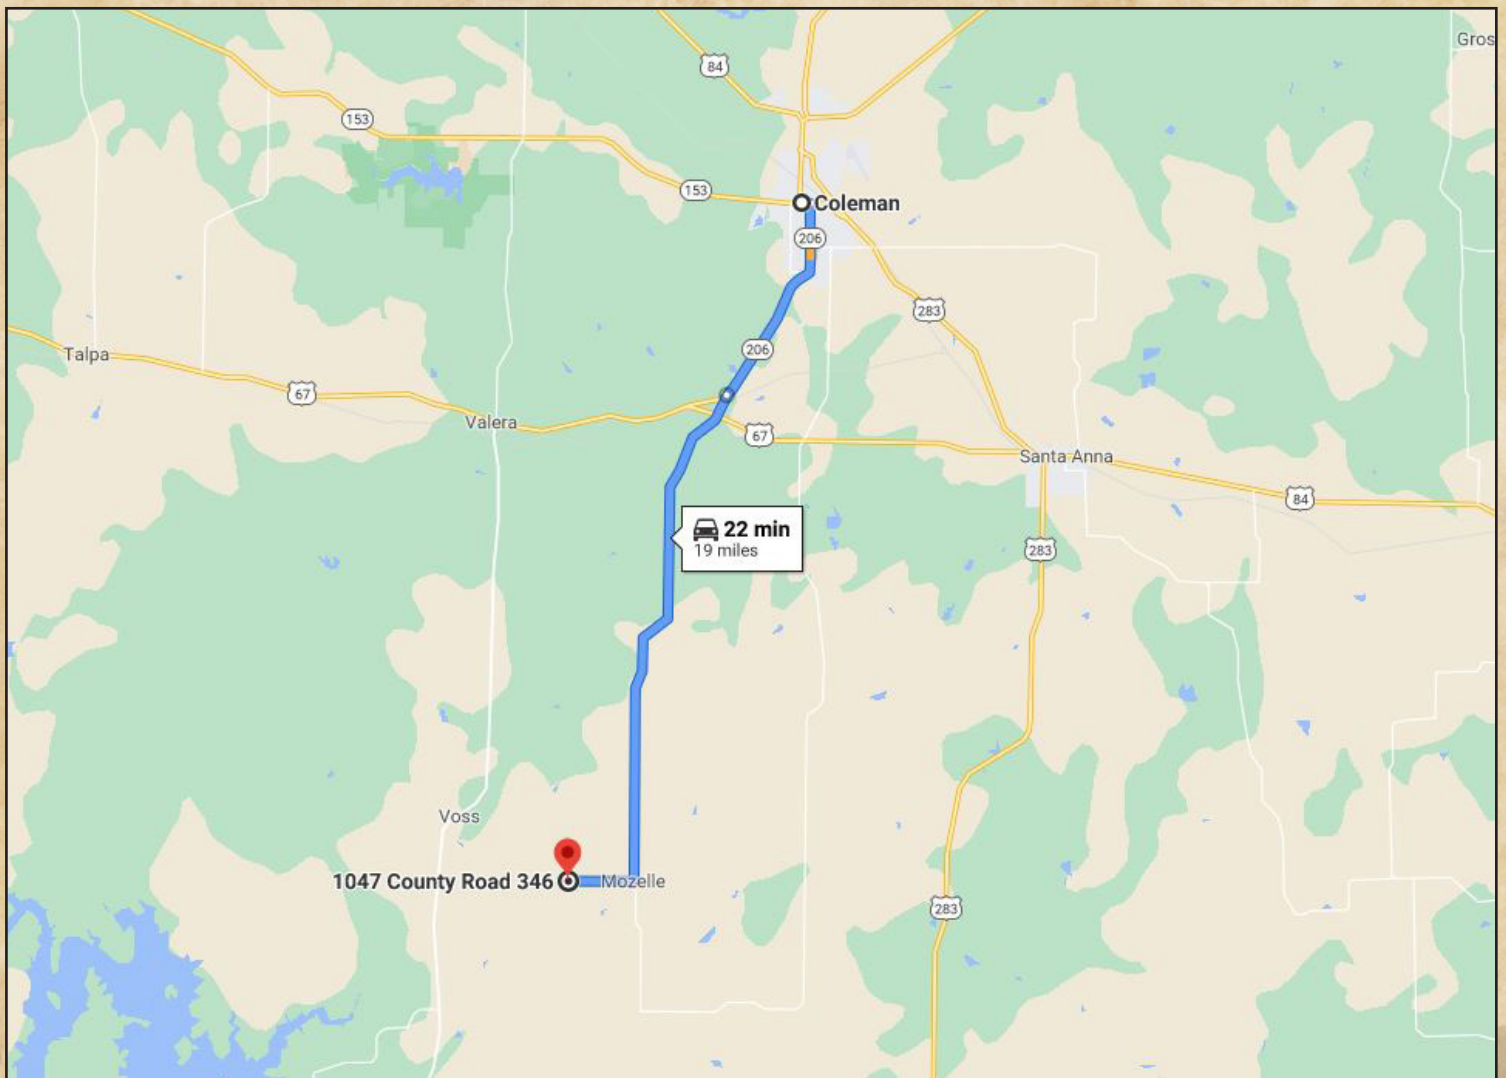 Gros
84
153
153
Coleman
206
283
206
Talpa
67
Valera
67
Santa Anna
84
22 min
19 miles
283
Voss
1047 County Road 346
Mozelle
283